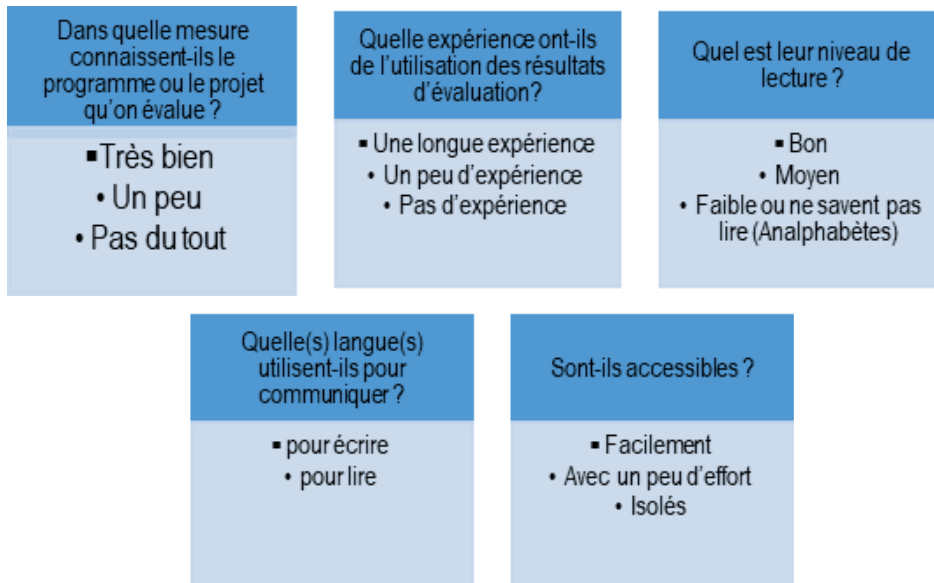 Dans quelle mesure
connaissent-ils le
programme ou le projet
qu'on évalue ?
▪Très bien
• Un peu
• Pas du tout
Quelle expérience ont-ils
de l'utilisation des résultats
d'évaluation?
▪ Une longue expérience
• Un peu d'expérience
• Pas d'expérience
Quel est leur niveau de
lecture ?
▪ Bon
• Moyen
• Faible ou ne savent pas
lire (Analphabètes)
Quelle(s) langue(s)
utilisent-ils pour
communiquer ?
▪ pour écrire
• pour lire
Sont-ils accessibles ?
▪ Facilement
• Avec un peu d'effort
• Isolés